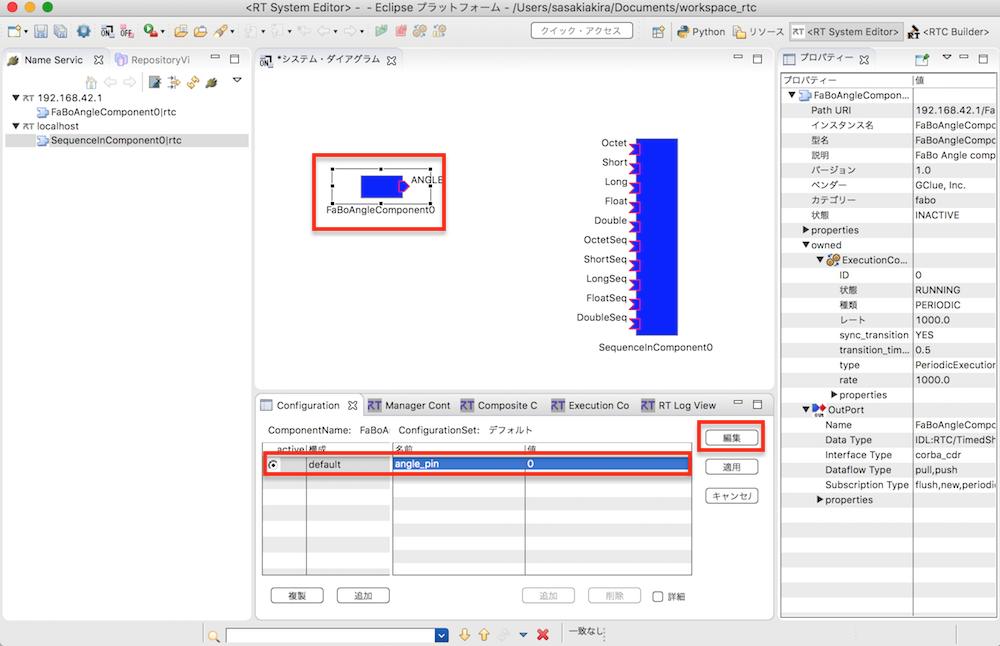 <RT System Editor> - - Eclipse プラットフォーム - /Users/sasakiakira/Documents/workspace_rtc
クイック・アクセス
Python
リソース
<RT System Editor>
<RTC Builder>
Name Servic
RepositoryVi
192.168.42.1
FaBoAngleComponent0|rtc
localhost
SequenceInComponent0|rtc
*システム・ダイアグラム
ANGLE
FaBoAngleComponent0
Octet
Short
Long
Float
Double
OctetSeq
ShortSeq
LongSeq
FloatSeq
DoubleSeq
SequenceInComponent0
Configuration
Manager Cont
Composite C
Execution Co
RT Log View
ComponentName: FaBoA ConfigurationSet: デフォルト
active 構成 名前 値
default angle_pin 0
編集
適用
キャンセル
複製
追加
追加
削除
詳細
プロパティー
プロパティー 値
FaBoAngleCompon...
Path URI 192.168.42.1/Fa
インスタンス名 FaBoAngleCompo
型名 FaBoAngleCompo
説明 FaBo Angle comp
バージョン 1.0
ベンダー GClue, Inc.
カテゴリー fabo
状態 INACTIVE
properties
owned
ExecutionCo...
ID 0
状態 RUNNING
種類 PERIODIC
レート 1000.0
sync_transition YES
transition_tim... 0.5
type PeriodicExecution
rate 1000.0
properties
OutPort
Name FaBoAngleCompo
Data Type IDL:RTC/TimedSh
Interface Type corba_cdr
Dataflow Type pull,push
Subscription Type flush,new,periodic
properties
一致なし